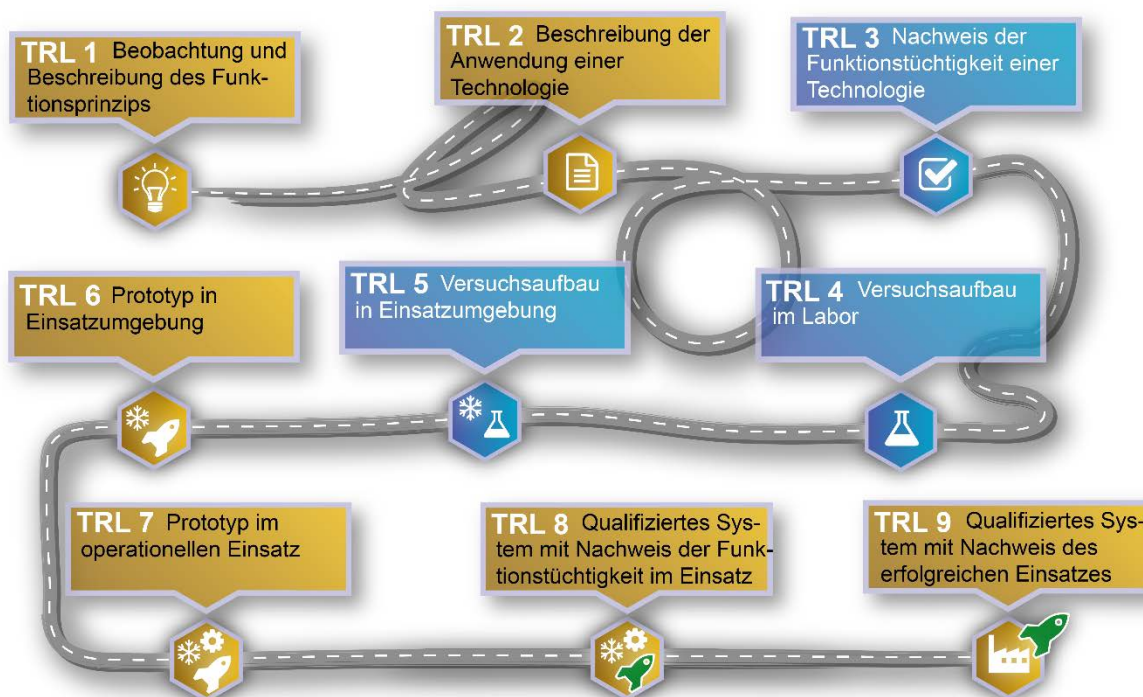 TRL 1 Beobachtung und
Beschreibung des Funk-
tionsprinzips
TRL 2 Beschreibung der
Anwendung einer
Technologie
TRL 3 Nachweis der
Funktionstüchtigkeit einer
Technologie
TRL 6 Prototyp in
Einsatzumgebung
TRL 5 Versuchsaufbau
in Einsatzumgebung
TRL 4 Versuchsaufbau
im Labor
TRL 7 Prototyp im
operationellen Einsatz
TRL 8 Qualifiziertes Sys-
tem mit Nachweis der Funk-
tionstüchtigkeit im Einsatz
TRL 9 Qualifiziertes Sys-
tem mit Nachweis des
erfolgreichen Einsatzes